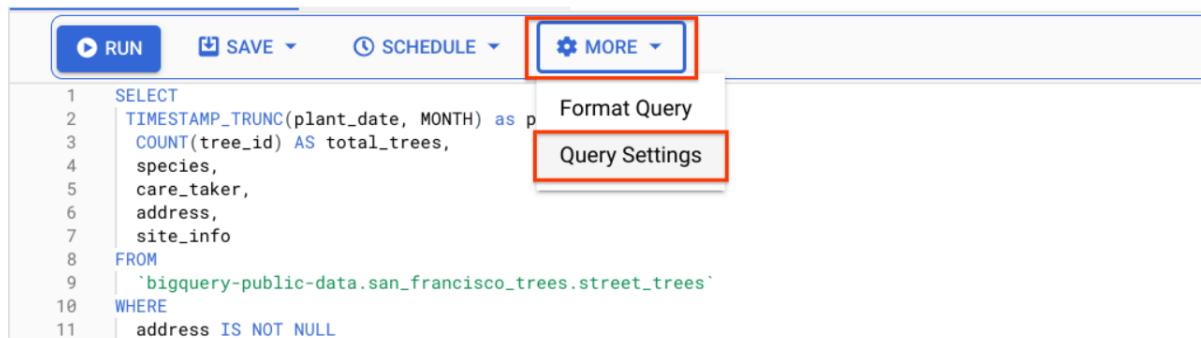 RUN SAVE SCHEDULE MORE
Format Query
Query Settings
1 SELECT
2 TIMESTAMP_TRUNC(plant_date, MONTH) as p
3 COUNT(tree_id) AS total_trees,
4 species,
5 care_taker,
6 address,
7 site_info
8 FROM
9 `bigquery-public-data.san_francisco_trees.street_trees`
10 WHERE
11 address IS NOT NULL